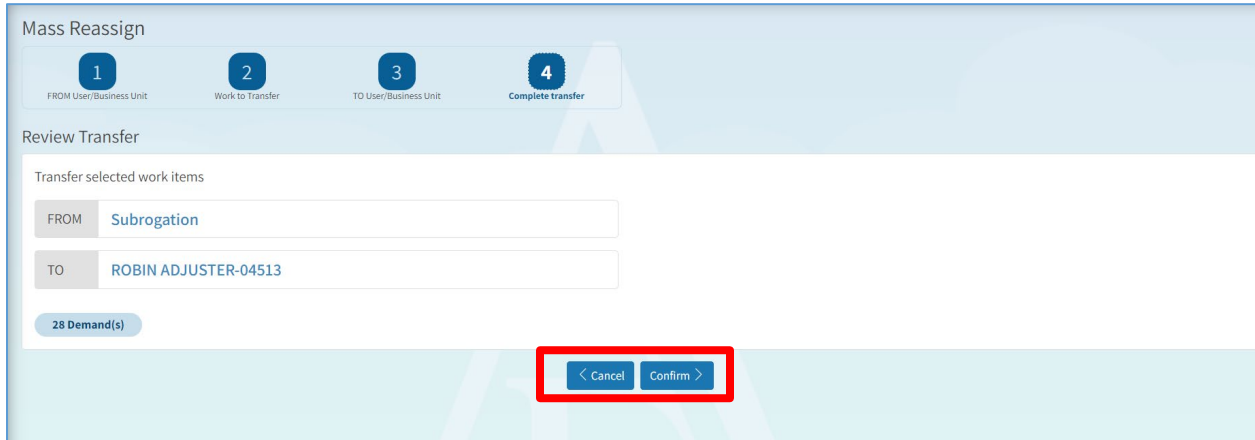 Mass Reassign
1 2 3 4
FROM User/Business Unit Work to Transfer TO User/Business Unit Complete transfer
Review Transfer
Transfer selected work items
FROM Subrogation
TO ROBIN ADJUSTER-04513
28 Demand(s)
< Cancel Confirm >